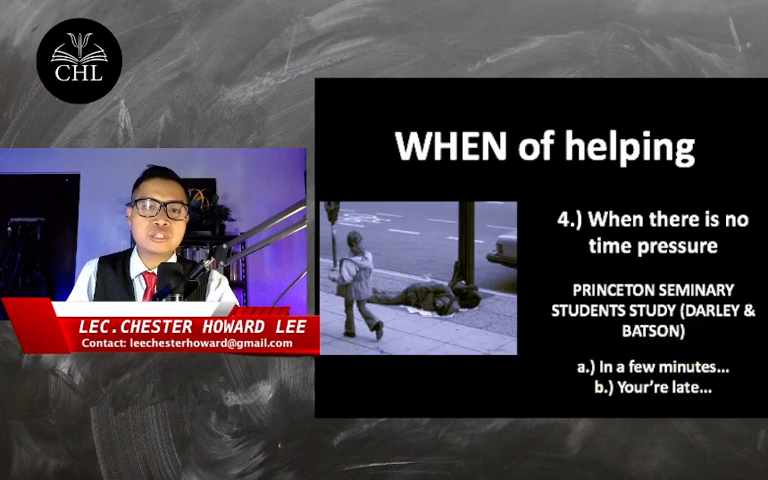 CHL
WHEN of helping
4.) When there is no
time pressure
PRINCETON SEMINARY
STUDENTS STUDY (DARLEY &
BATSON)
a.) In a few minutes...
b.) Your're late...
LEC.CHESTER HOWARD LEE
Contact: leechesterhoward@gmail.com